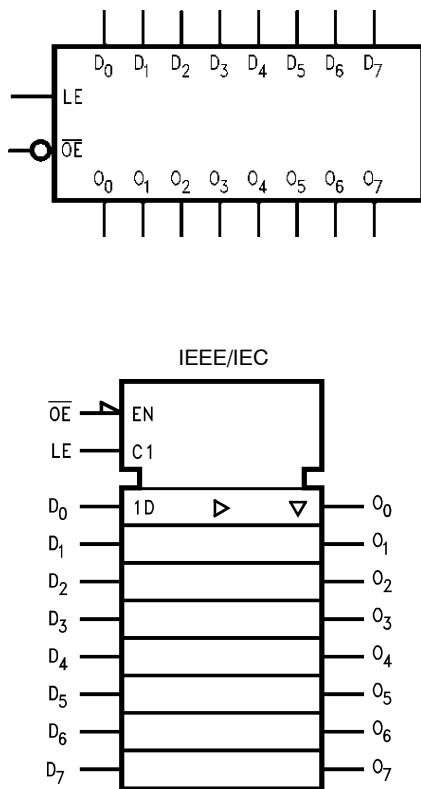 D₀ D₁ D₂ D₃ D₄ D₅ D₆ D₇
LE
O̅E̅
O₀ O₁ O₂ O₃ O₄ O₅ O₆ O₇
IEEE/IEC
O̅E̅ EN
LE C1
D₀ 1D O₀
D₁ O₁
D₂ O₂
D₃ O₃
D₄ O₄
D₅ O₅
D₆ O₆
D₇ O₇